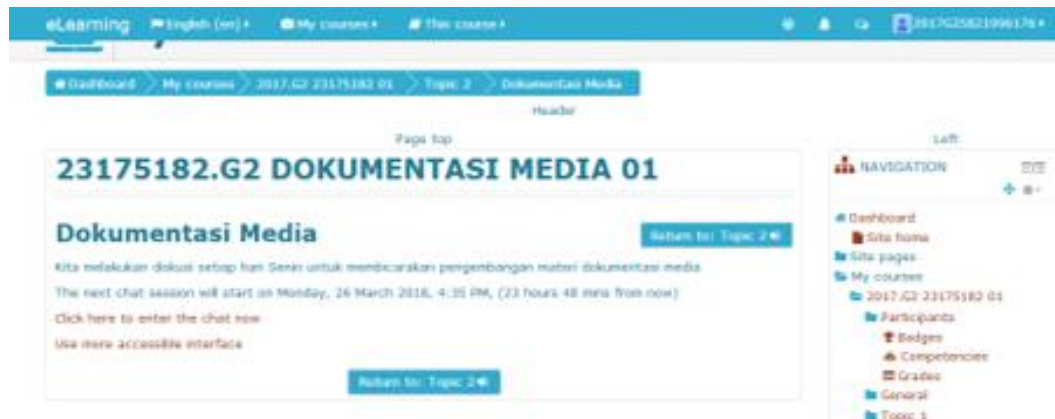 eLearning English (en) My courses This course
Dashboard My courses 2017.G2 23175182 01 Topic 2 Dokumentasi Media
Header
Page top
Left
23175182.G2 DOKUMENTASI MEDIA 01
Dokumentasi Media
Return to: Topic 2
Kita melakukan diskusi setiap hari Senin untuk membicarakan pengembangan materi dokumentasi media
The next chat session will start on Monday, 26 March 2018, 4:35 PM, (23 hours 48 mins from now)
Click here to enter the chat now
Use more accessible interface
Return to: Topic 2
NAVIGATION
Dashboard
Site home
Site pages
My courses
2017.G2 23175182 01
Participants
Badges
Competencies
Grades
General
Topic 1